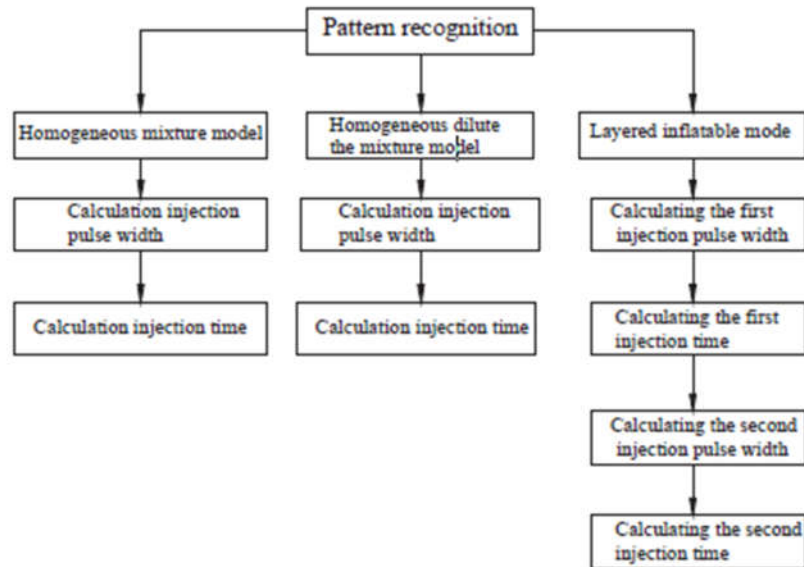 Pattern recognition
Homogeneous mixture model
Homogeneous dilute
the mixture model
Layered inflatable mode
Calculation injection
pulse width
Calculation injection
pulse width
Calculating the first
injection pulse width
Calculation injection time
Calculation injection time
Calculating the first
injection time
Calculating the second
injection pulse width
Calculating the second
injection time